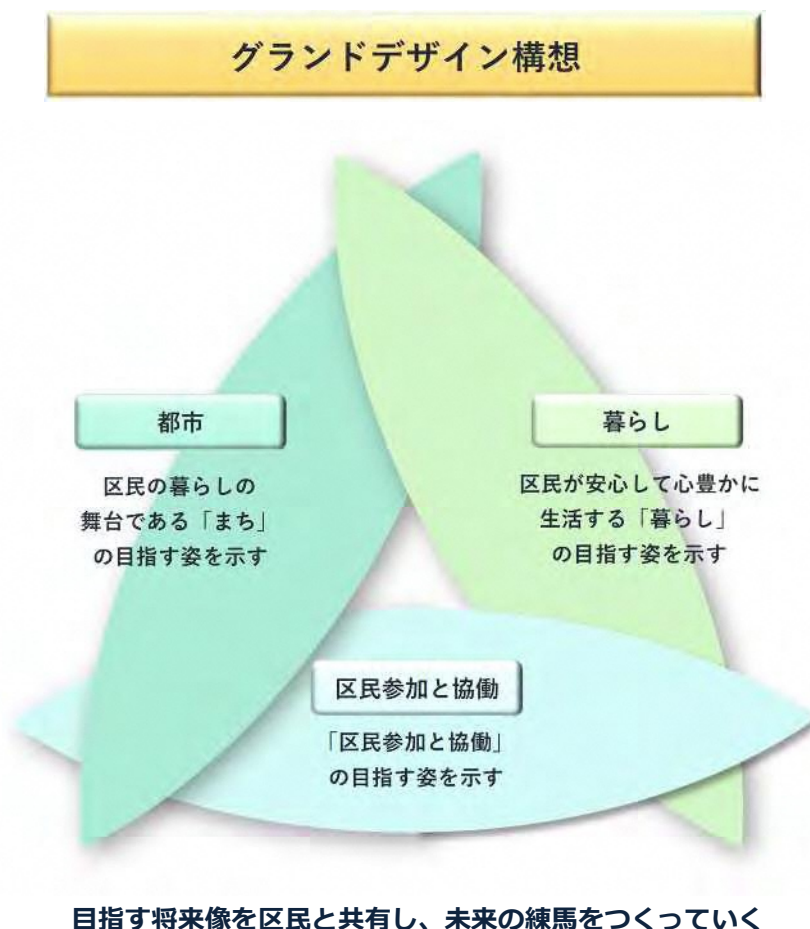 グランドデザイン構想
都市
区民の暮らしの
舞台である「まち」
の目指す姿を示す
暮らし
区民が安心して心豊かに
生活する「暮らし」
の目指す姿を示す
区民参加と協働
「区民参加と協働」
の目指す姿を示す
目指す将来像を区民と共有し、未来の練馬をつくっていく